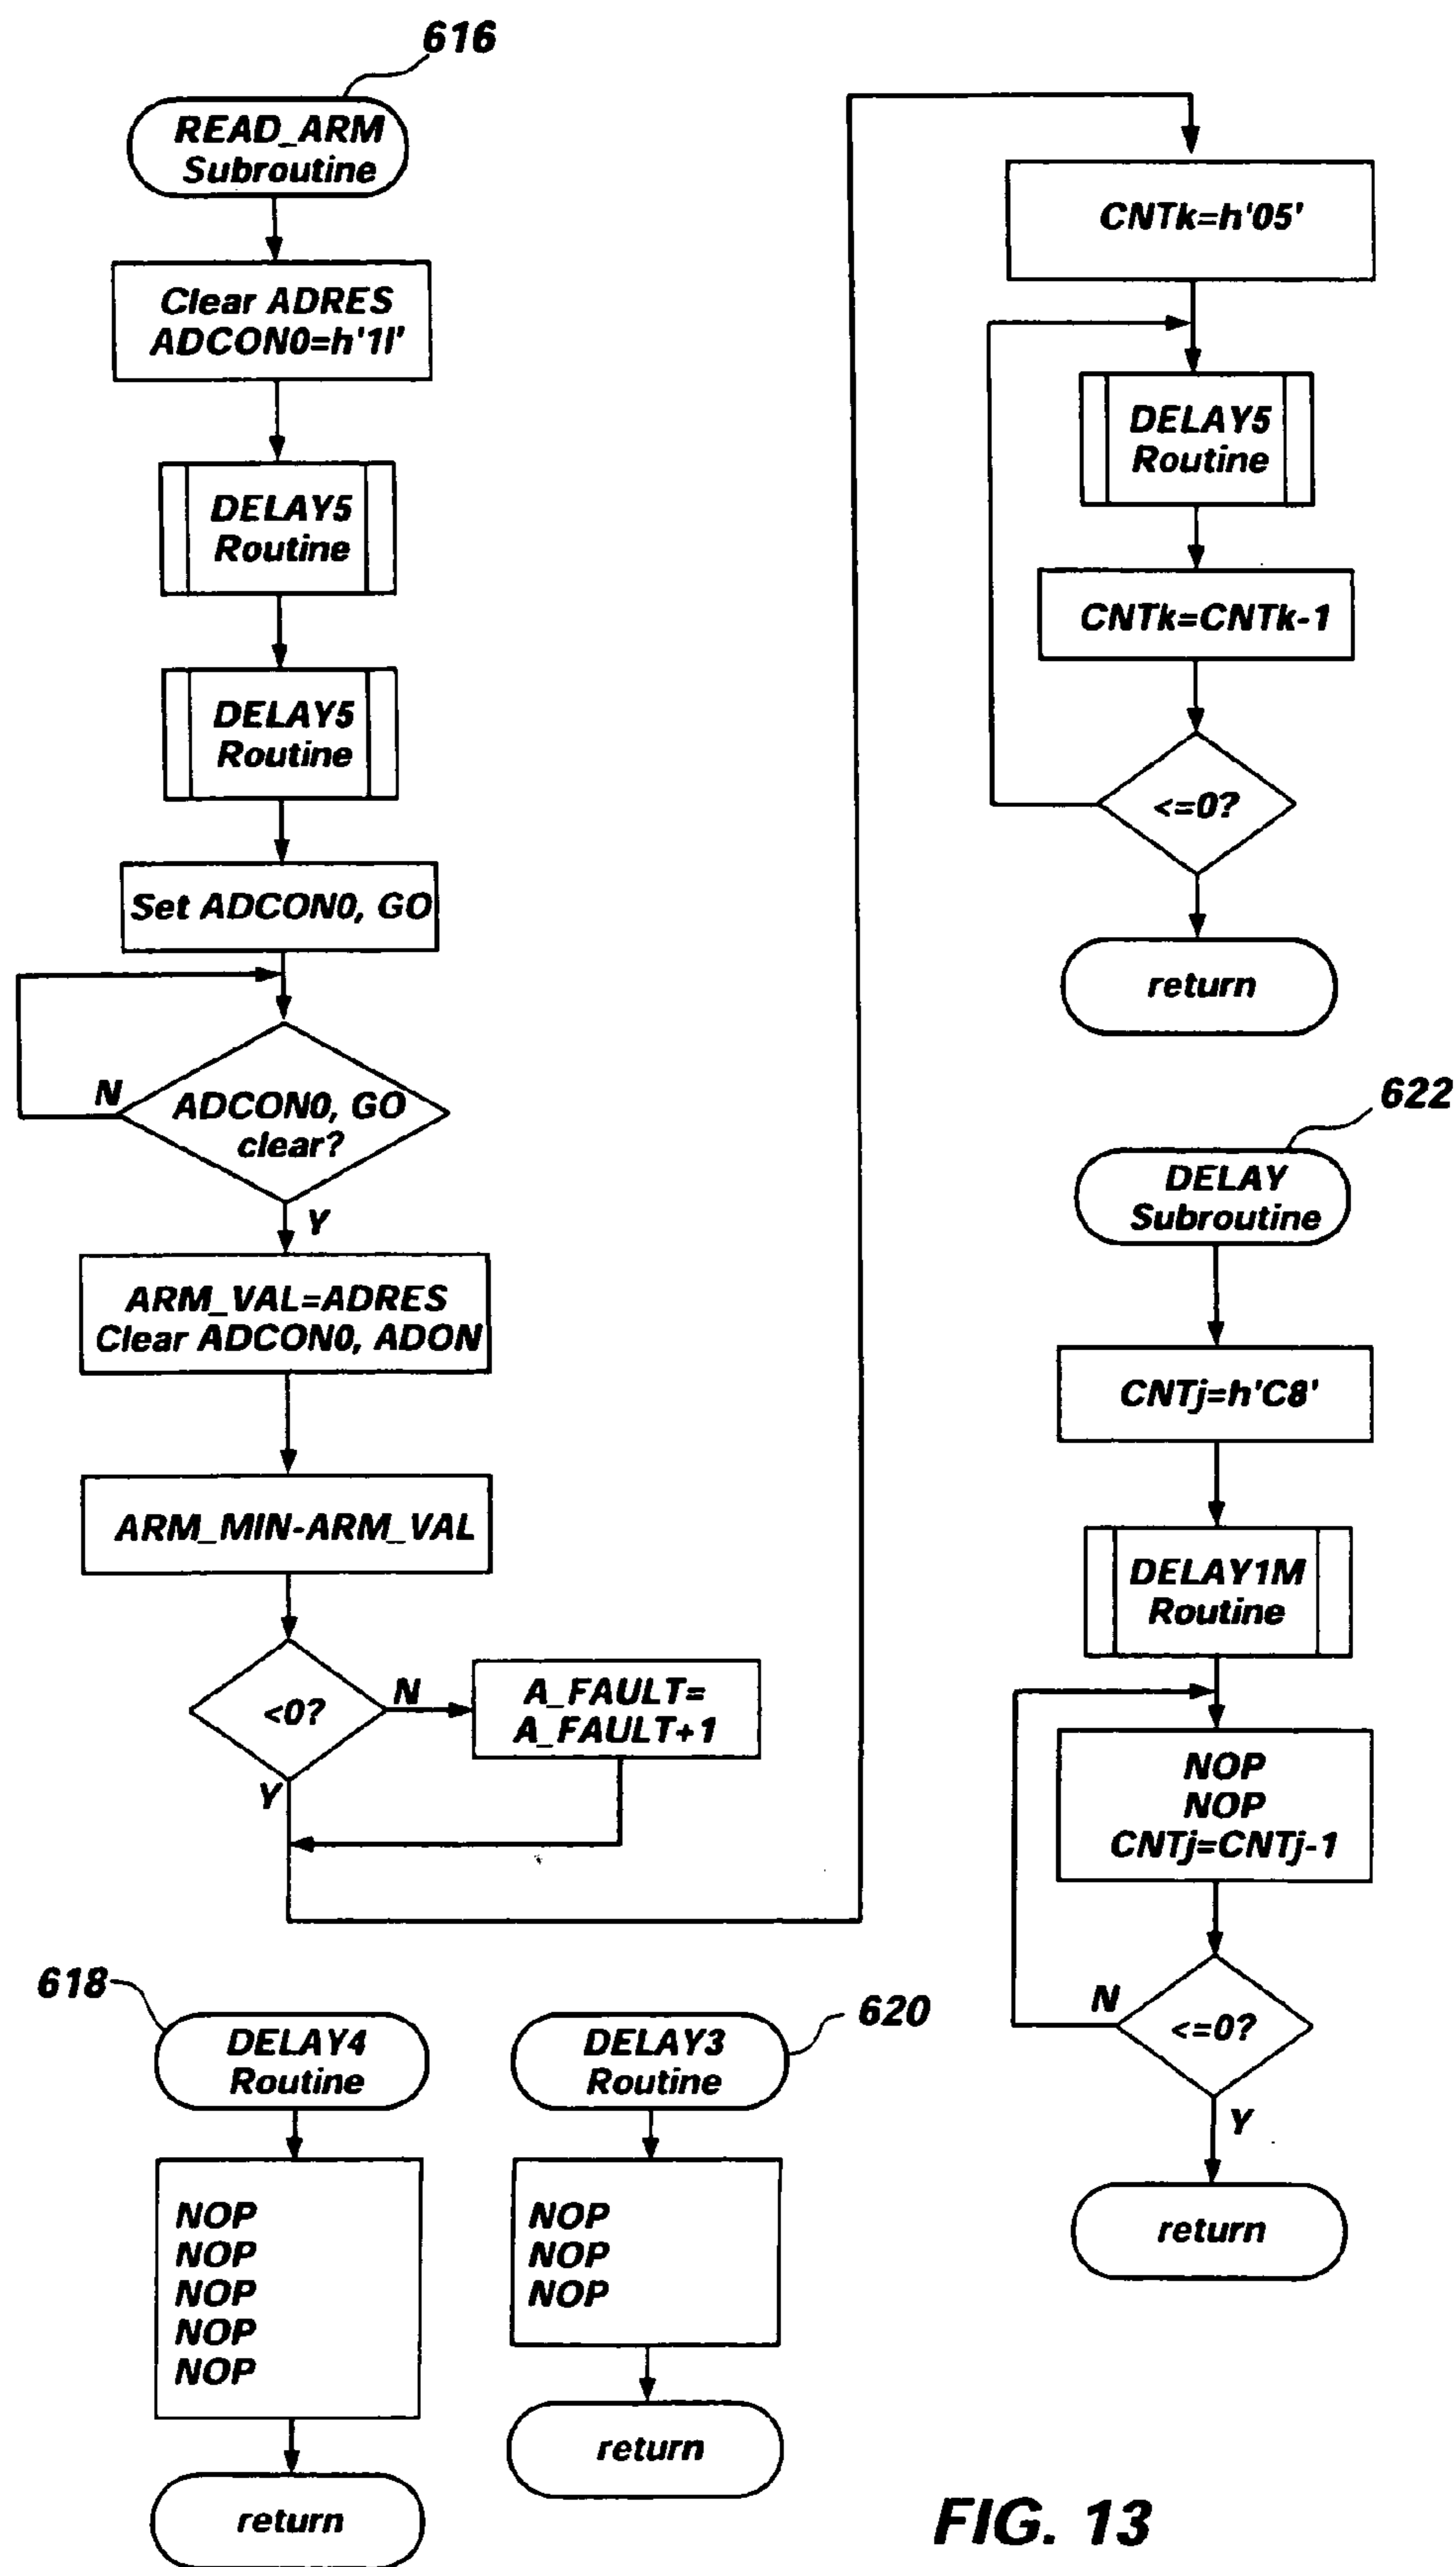 616
READ_ARM
Subroutine
Clear ADRES
ADCON0=h'1l'
DELAY5
Routine
DELAY5
Routine
Set ADCON0, GO
N
ADCON0, GO
clear?
Y
ARM_VAL=ADRES
Clear ADCON0, ADON
ARM_MIN-ARM_VAL
<0?
N
A_FAULT=
A_FAULT+1
Y
CNTk=h'05'
DELAY5
Routine
CNTk=CNTk-1
<=0?
return
618
DELAY4
Routine
NOP
NOP
NOP
NOP
NOP
return
620
DELAY3
Routine
NOP
NOP
NOP
return
622
DELAY
Subroutine
CNTj=h'C8'
DELAY1M
Routine
NOP
NOP
CNTj=CNTj-1
N
<=0?
Y
return
FIG. 13